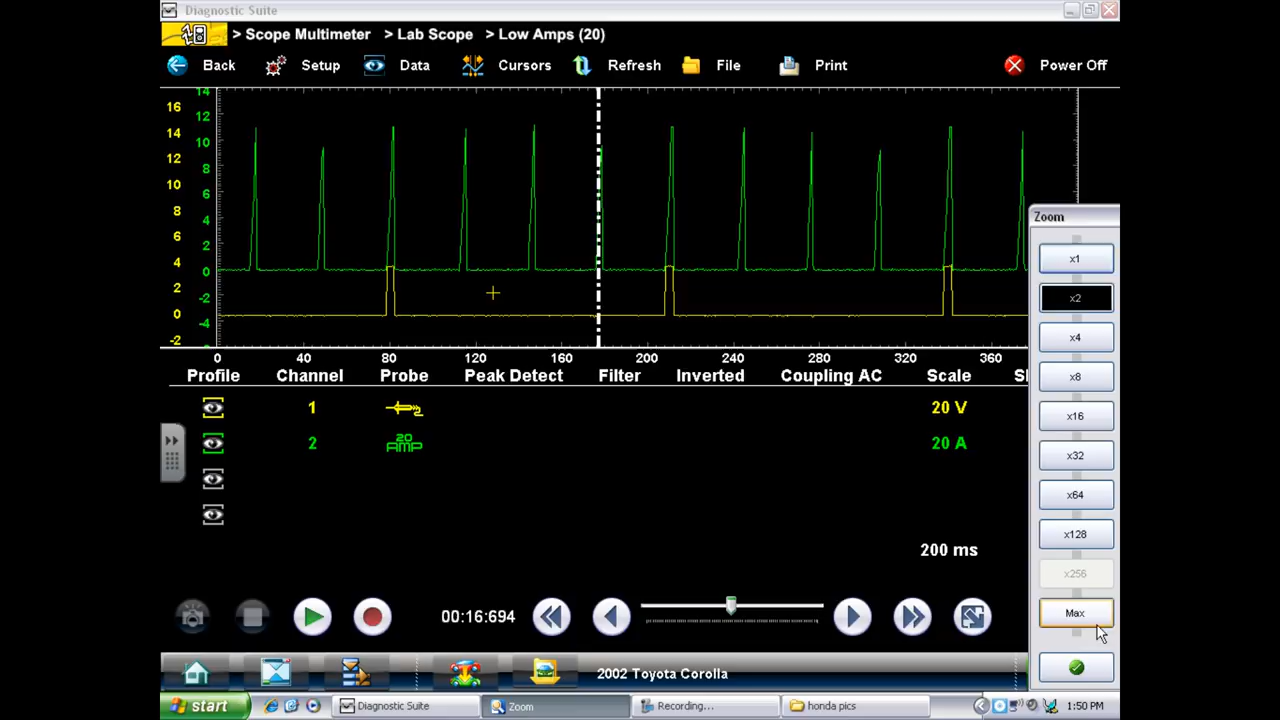 Diagnostic Suite
> Scope Multimeter > Lab Scope > Low Amps (20)
Back Setup Data Cursors Refresh File Print Power Off
14
16
12
14
10
12
8
10
6
8
4
6
2
4
0
2
-2
0
-4
-2
0 40 80 120 160 200 240 280 320 360
Profile Channel Probe Peak Detect Filter Inverted Coupling AC Scale
1 20 V
2 20 AMP 20 A
200 ms
00:16:694
2002 Toyota Corolla
Zoom
x1
x2
x4
x8
x16
x32
x64
x128
x256
Max
start Diagnostic Suite Zoom Recording... honda pics 1:50 PM